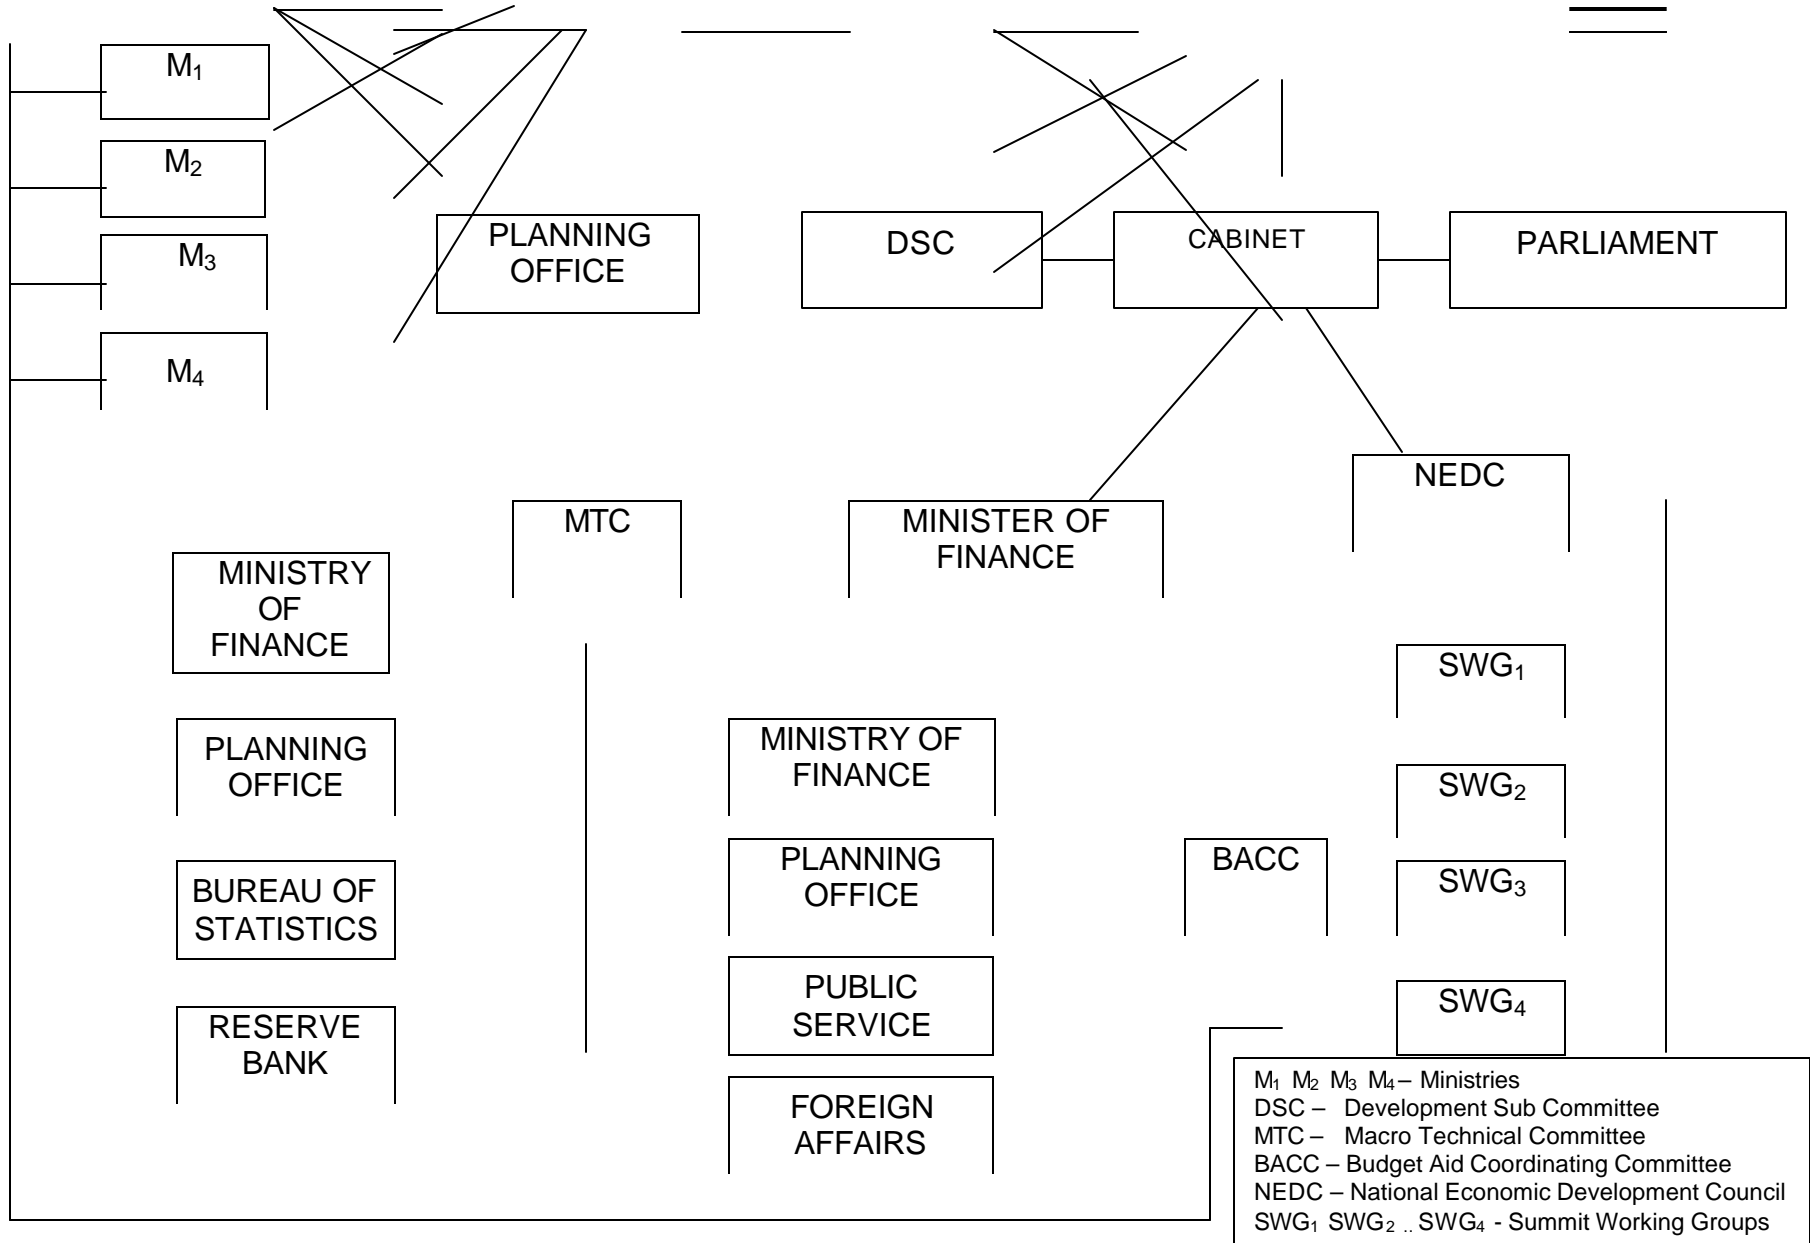 M₁
M₂
M₃
M₄
PLANNING
OFFICE
DSC
CABINET
PARLIAMENT
NEDC
MTC
MINISTER OF
FINANCE
MINISTRY
OF
FINANCE
PLANNING
OFFICE
BUREAU OF
STATISTICS
RESERVE
BANK
MINISTRY OF
FINANCE
PLANNING
OFFICE
PUBLIC
SERVICE
FOREIGN
AFFAIRS
BACC
SWG₁
SWG₂
SWG₃
SWG₄
M₁ M₂ M₃ M₄ – Ministries
DSC – Development Sub Committee
MTC – Macro Technical Committee
BACC – Budget Aid Coordinating Committee
NEDC – National Economic Development Council
SWG₁ SWG₂ .. SWG₄ - Summit Working Groups